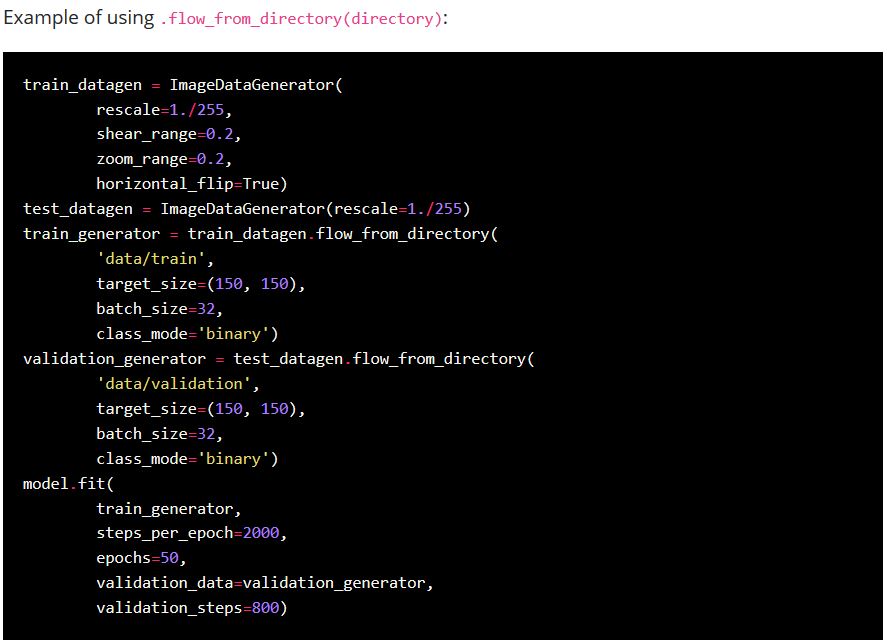 Example of using .flow_from_directory(directory):
train_datagen = ImageDataGenerator(
        rescale=1./255,
        shear_range=0.2,
        zoom_range=0.2,
        horizontal_flip=True)
test_datagen = ImageDataGenerator(rescale=1./255)
train_generator = train_datagen.flow_from_directory(
        'data/train',
        target_size=(150, 150),
        batch_size=32,
        class_mode='binary')
validation_generator = test_datagen.flow_from_directory(
        'data/validation',
        target_size=(150, 150),
        batch_size=32,
        class_mode='binary')
model.fit(
        train_generator,
        steps_per_epoch=2000,
        epochs=50,
        validation_data=validation_generator,
        validation_steps=800)